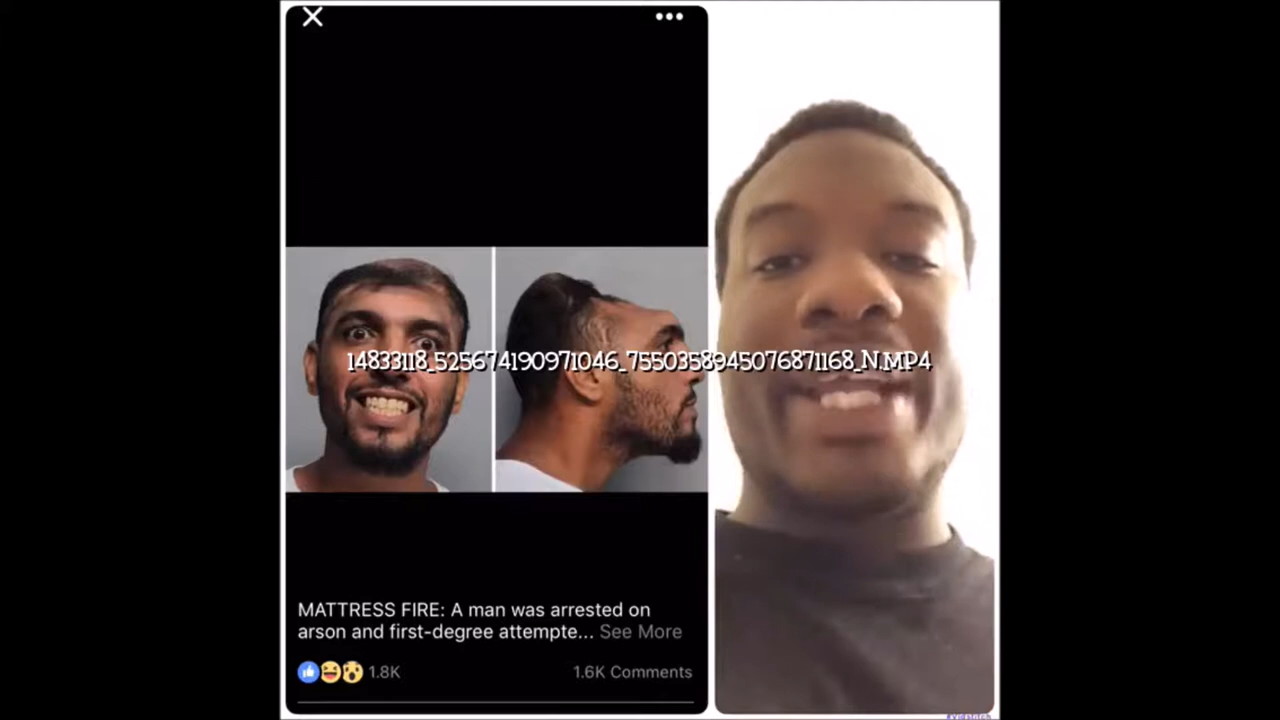 14833118_525674190971046_7550358945076871168_N.MP4
MATTRESS FIRE: A man was arrested on
arson and first-degree attempte... See More
1.8K 1.6K Comments
#Vidstitch